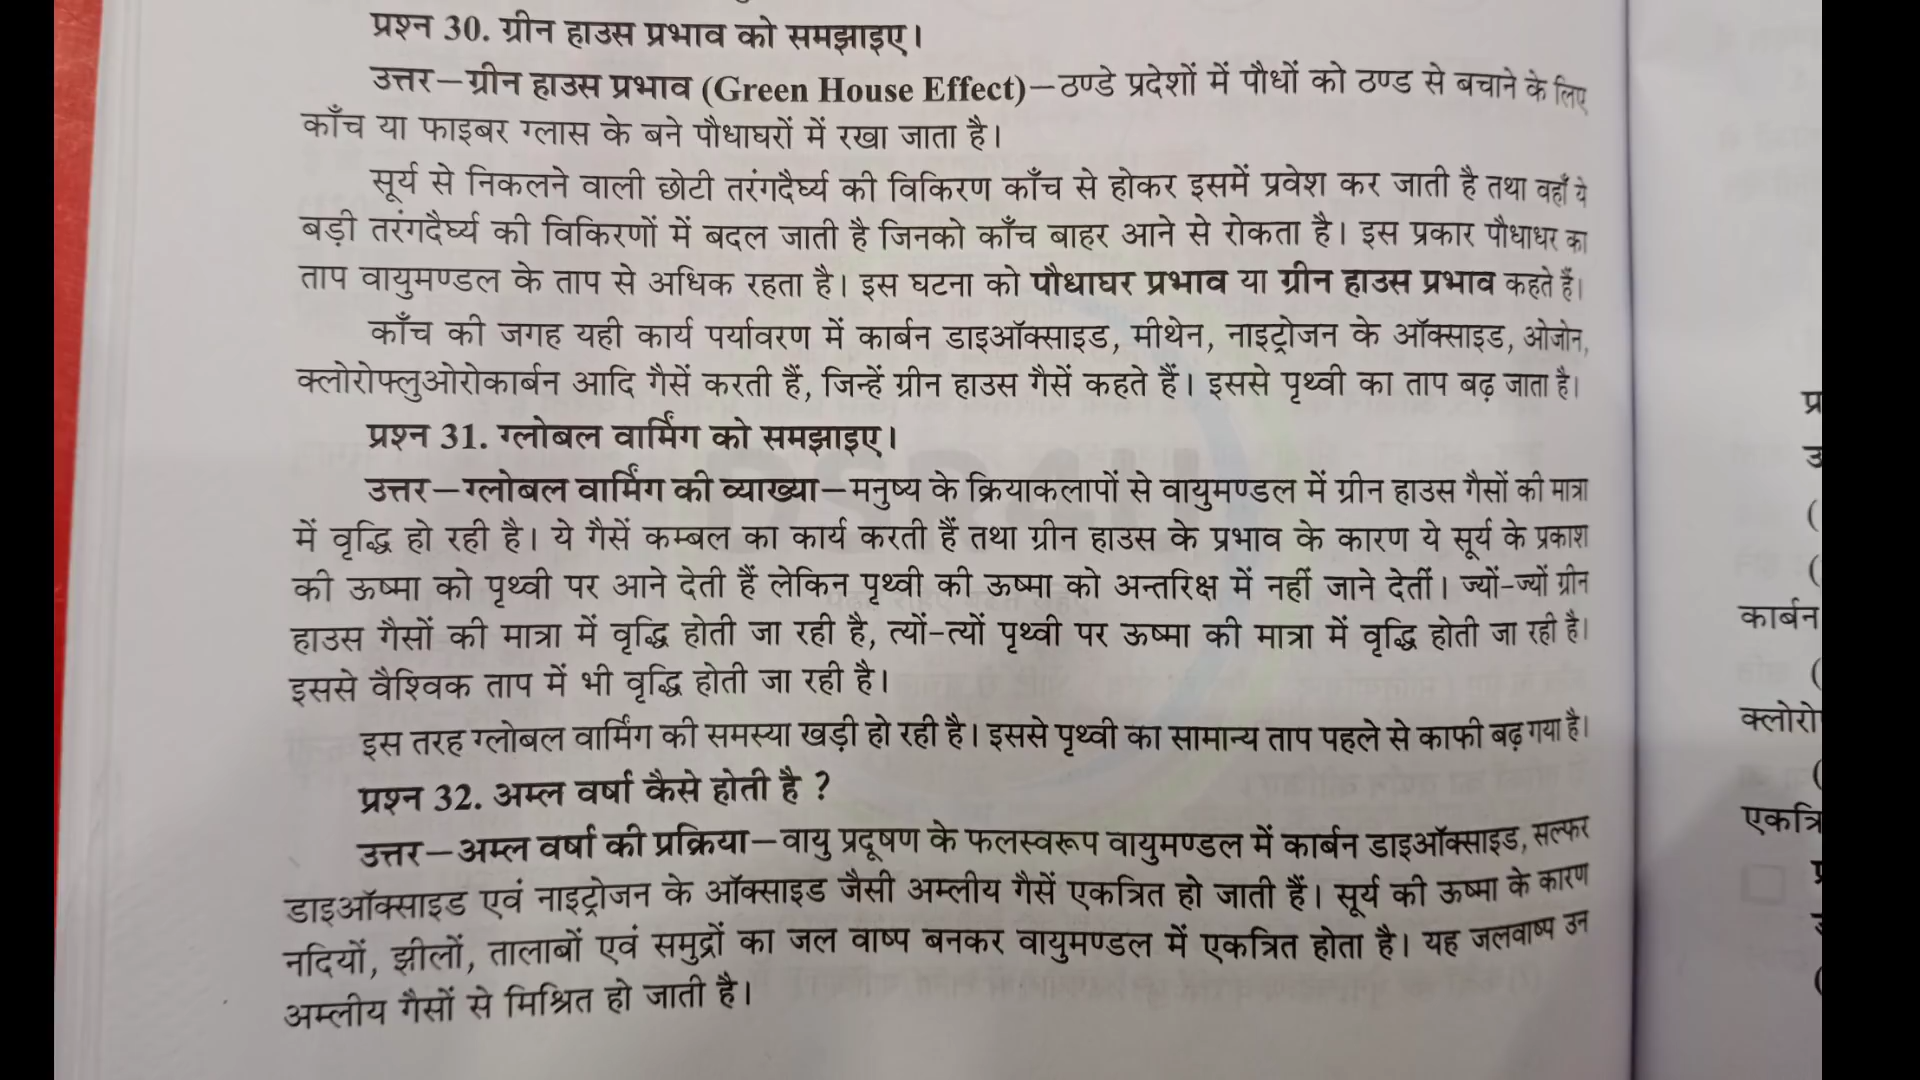 प्रश्न 30. ग्रीन हाउस प्रभाव को समझाइए।
उत्तर–ग्रीन हाउस प्रभाव (Green House Effect)–ठण्डे प्रदेशों में पौधों को ठण्ड से बचाने के लिए
काँच या फाइबर ग्लास के बने पौधाघरों में रखा जाता है।
सूर्य से निकलने वाली छोटी तरंगदैर्घ्य की विकिरण काँच से होकर इसमें प्रवेश कर जाती है तथा वहाँ ये
बड़ी तरंगदैर्घ्य की विकिरणों में बदल जाती है जिनको काँच बाहर आने से रोकता है। इस प्रकार पौधाधर का
ताप वायुमण्डल के ताप से अधिक रहता है। इस घटना को पौधाघर प्रभाव या ग्रीन हाउस प्रभाव कहते हैं।
काँच की जगह यही कार्य पर्यावरण में कार्बन डाइऑक्साइड, मीथेन, नाइट्रोजन के ऑक्साइड, ओजोन,
क्लोरोफ्लुओरोकार्बन आदि गैसें करती हैं, जिन्हें ग्रीन हाउस गैसें कहते हैं। इससे पृथ्वी का ताप बढ़ जाता है।
प्रश्न 31. ग्लोबल वार्मिंग को समझाइए।
उत्तर–ग्लोबल वार्मिंग की व्याख्या–मनुष्य के क्रियाकलापों से वायुमण्डल में ग्रीन हाउस गैसों की मात्रा
में वृद्धि हो रही है। ये गैसें कम्बल का कार्य करती हैं तथा ग्रीन हाउस के प्रभाव के कारण ये सूर्य के प्रकाश
की ऊष्मा को पृथ्वी पर आने देती हैं लेकिन पृथ्वी की ऊष्मा को अन्तरिक्ष में नहीं जाने देतीं। ज्यों-ज्यों ग्रीन
हाउस गैसों की मात्रा में वृद्धि होती जा रही है, त्यों-त्यों पृथ्वी पर ऊष्मा की मात्रा में वृद्धि होती जा रही है।
इससे वैश्विक ताप में भी वृद्धि होती जा रही है।
इस तरह ग्लोबल वार्मिंग की समस्या खड़ी हो रही है। इससे पृथ्वी का सामान्य ताप पहले से काफी बढ़ गया है।
प्रश्न 32. अम्ल वर्षा कैसे होती है ?
उत्तर–अम्ल वर्षा की प्रक्रिया–वायु प्रदूषण के फलस्वरूप वायुमण्डल में कार्बन डाइऑक्साइड, सल्फर
डाइऑक्साइड एवं नाइट्रोजन के ऑक्साइड जैसी अम्लीय गैसें एकत्रित हो जाती हैं। सूर्य की ऊष्मा के कारण
नदियों, झीलों, तालाबों एवं समुद्रों का जल वाष्प बनकर वायुमण्डल में एकत्रित होता है। यह जलवाष्प उन
अम्लीय गैसों से मिश्रित हो जाती है।
कार्बन